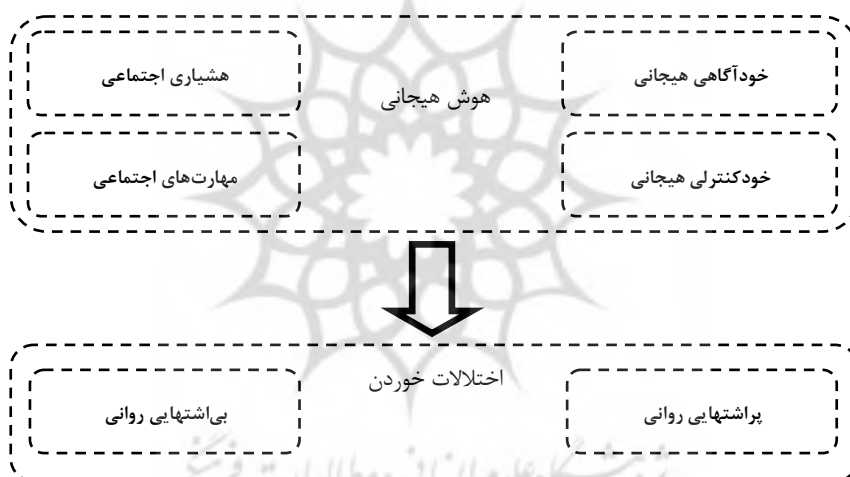 خودآگاهی هیجانی
هوش هیجانی
هشیاری اجتماعی
خودکنترلی هیجانی
مهارت‌های اجتماعی
اختلالات خوردن
پراشتهایی روانی
بی‌اشتهایی روانی